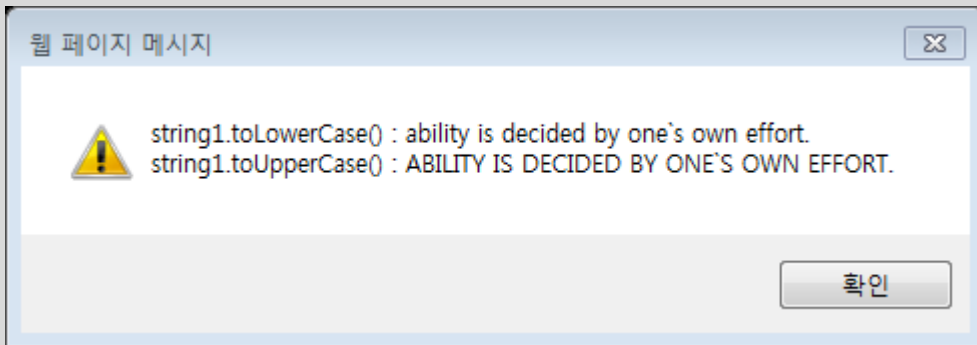 웹 페이지 메시지
string1.toLowerCase() : ability is decided by one`s own effort.
string1.toUpperCase() : ABILITY IS DECIDED BY ONE`S OWN EFFORT.
확인